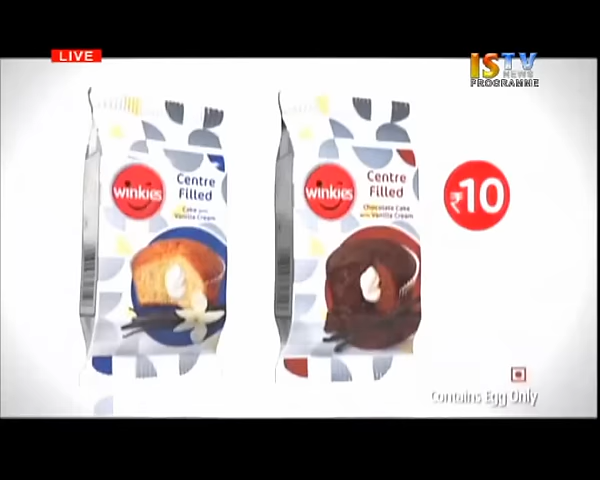 LIVE
ISTV
NEWS
PROGRAMME
winkies
Centre
Filled
Cake with
Vanilla Cream
winkies
Centre
Filled
Chocolate Cake
with Vanilla Cream
₹10
Contains Egg Only